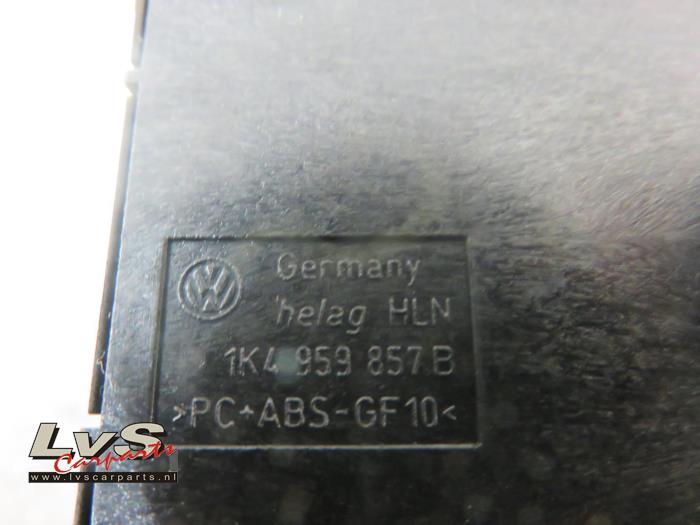 Germany
helag HLN
1K4 959 857 B
>PC+ABS-GF10<
LvS
Carparts
www.lvscarparts.nl